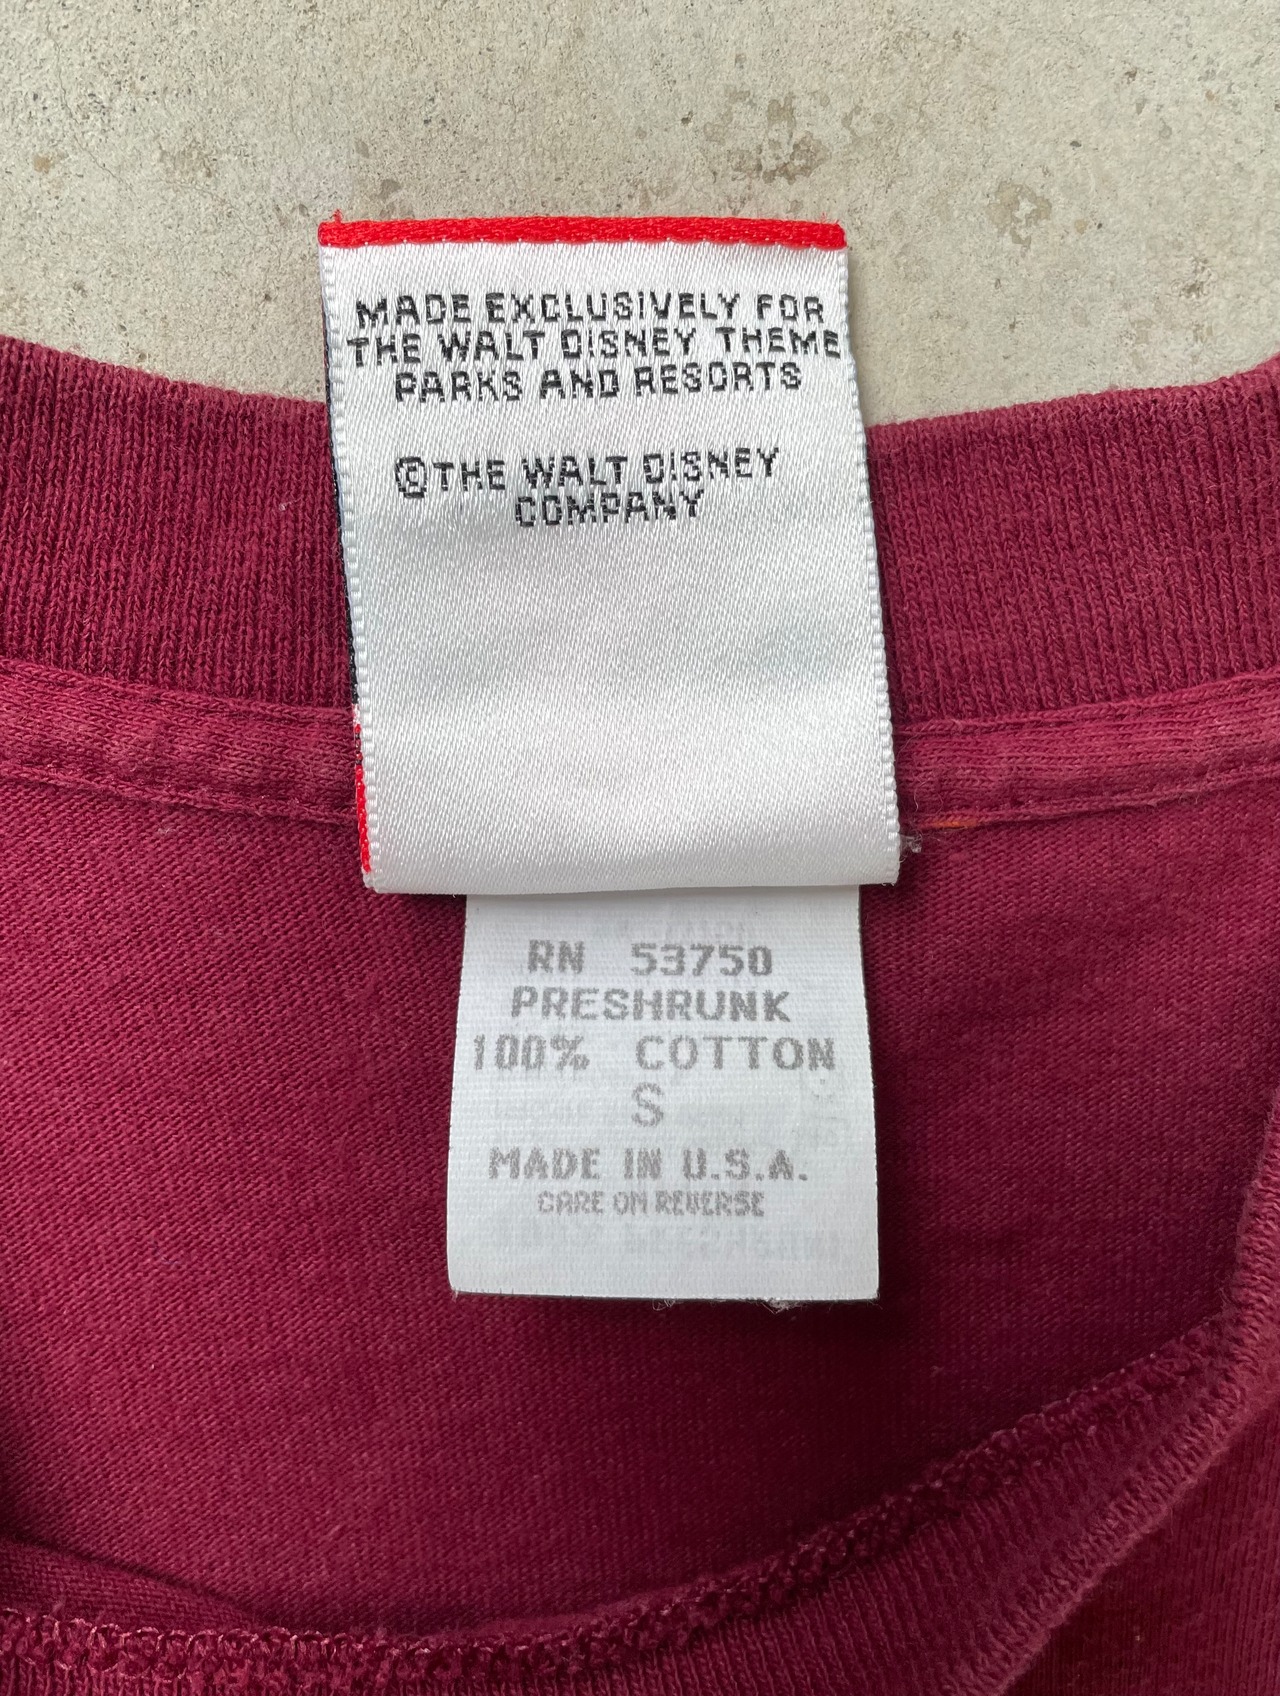 MADE EXCLUSIVELY FOR
THE WALT DISNEY THEME
PARKS AND RESORTS
©THE WALT DISNEY
COMPANY
RN 53750
PRESHRUNK
100% COTTON
S
MADE IN U.S.A.
CARE ON REVERSE